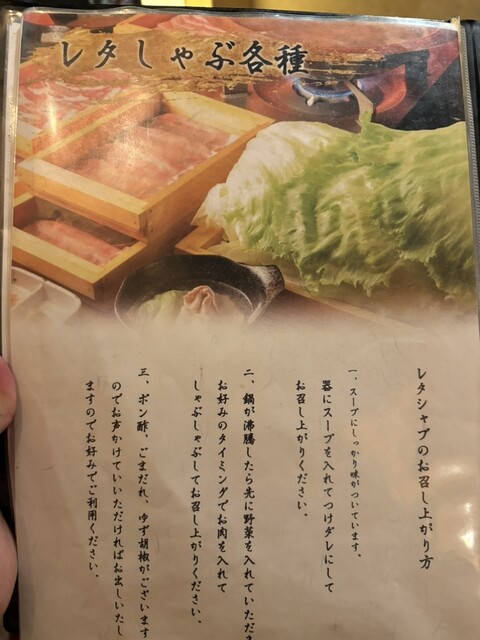 レタしゃぶ各種
レタシャブのお召し上がり方
一、スープにしっかり味がついています。
器にスープを入れてつけダレにして
お召し上がりください。
二、鍋が沸騰したら先に野菜を入れていただき
お好みのタイミングでお肉を入れて
しゃぶしゃぶしてお召し上がりください。
三、ポン酢、ごまだれ、ゆず胡椒がございます
のでお声かけていいただければお出しいたし
ますのでお好みでご利用ください。